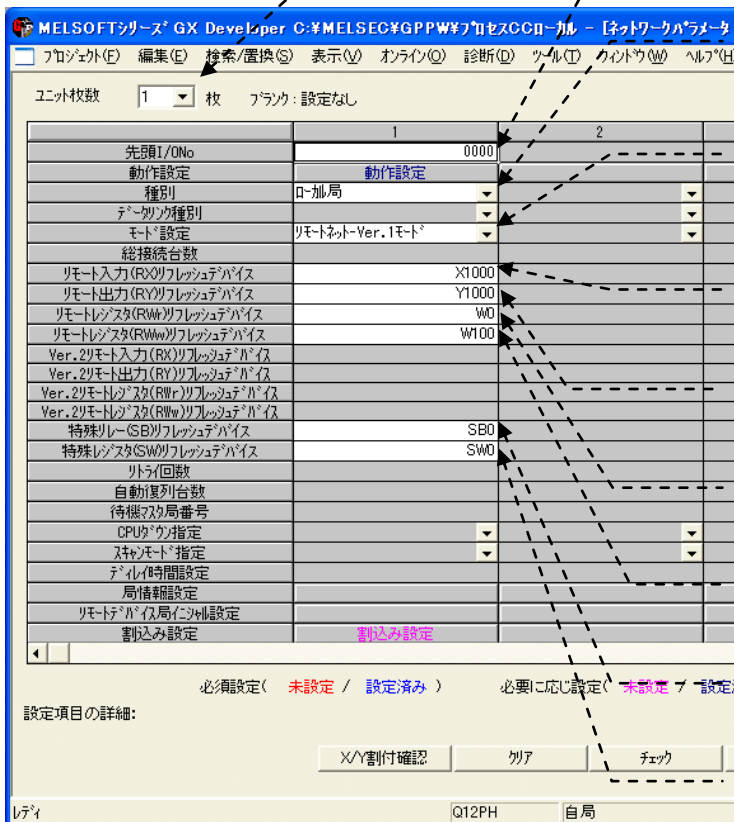 MELSOFTシリーズ GX Developer C:¥MELSEC¥GPPW¥プロセスCCローカル - [ネットワークパラメータ
プロジェクト(F) 編集(E) 検索/置換(S) 表示(V) オンライン(O) 診断(D) ツール(T) ウィンドウ(W) ヘルプ(H)
ユニット枚数 1 枚 ブランク:設定なし
1 2
先頭I/ONo 0000
動作設定 動作設定
種別 ローカル局
データリンク種別
モード設定 リモートネット-Ver.1モード
総接続台数
リモート入力(RX)リフレッシュデバイス X1000
リモート出力(RY)リフレッシュデバイス Y1000
リモートレジスタ(RWr)リフレッシュデバイス W0
リモートレジスタ(RWw)リフレッシュデバイス W100
Ver.2リモート入力(RX)リフレッシュデバイス
Ver.2リモート出力(RY)リフレッシュデバイス
Ver.2リモートレジスタ(RWr)リフレッシュデバイス
Ver.2リモートレジスタ(RWw)リフレッシュデバイス
特殊リレー(SB)リフレッシュデバイス SB0
特殊レジスタ(SW)リフレッシュデバイス SW0
リトライ回数
自動復列台数
待機マスタ局番号
CPUダウン指定
スキャンモード指定
ディレイ時間設定
局情報設定
リモートデバイス局イニシャル設定
割込み設定 割込み設定
必須設定( 未設定 / 設定済み ) 必要に応じ設定( 未設定 / 設定済
設定項目の詳細:
X/Y割付確認 クリア チェック
レディ Q12PH 自局